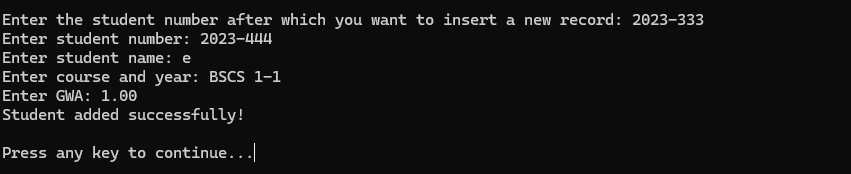 Enter the student number after which you want to insert a new record: 2023-333
Enter student number: 2023-444
Enter student name: e
Enter course and year: BSCS 1-1
Enter GWA: 1.00
Student added successfully!
Press any key to continue...